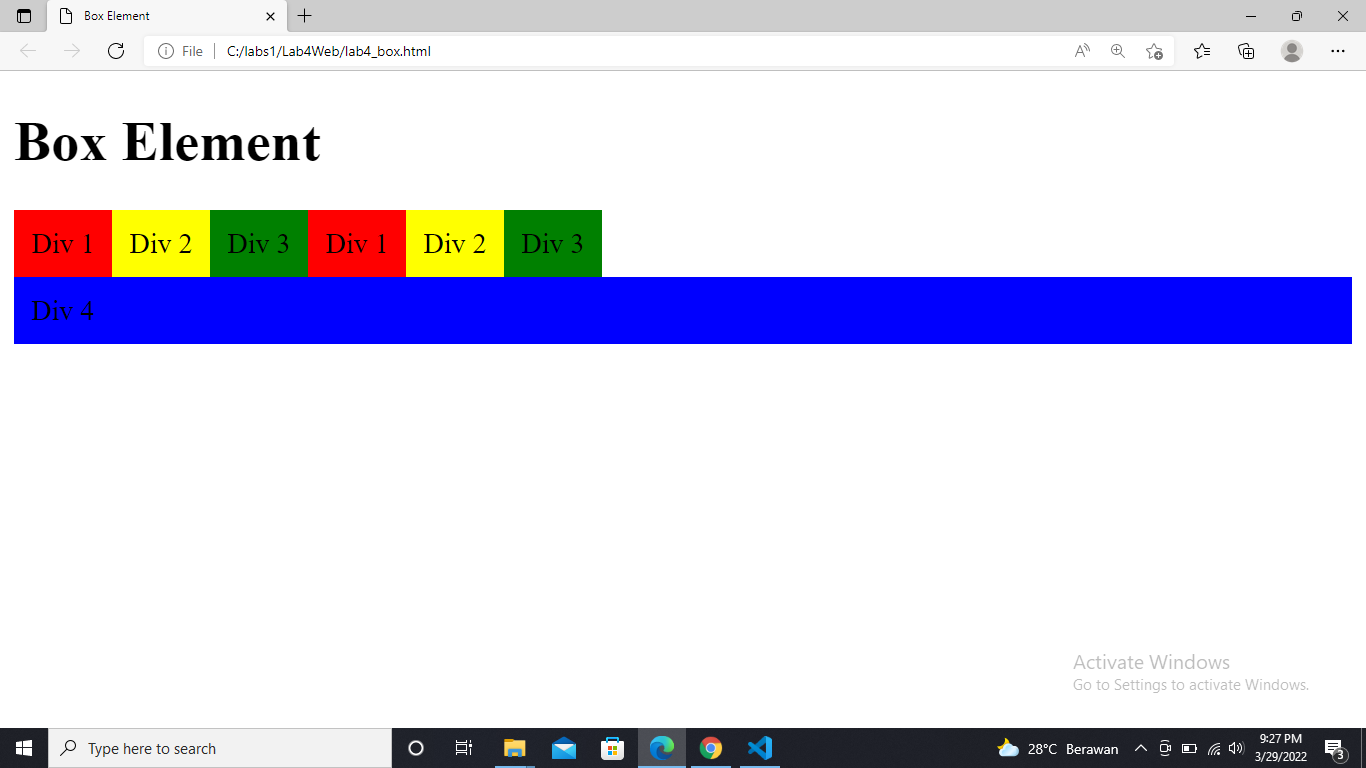 Box Element
File
C:/labs1/Lab4Web/lab4_box.html
Box Element
Div 1 Div 2 Div 3 Div 1 Div 2 Div 3
Div 4
Activate Windows
Go to Settings to activate Windows.
Type here to search
28°C Berawan
9:27 PM
3/29/2022
3